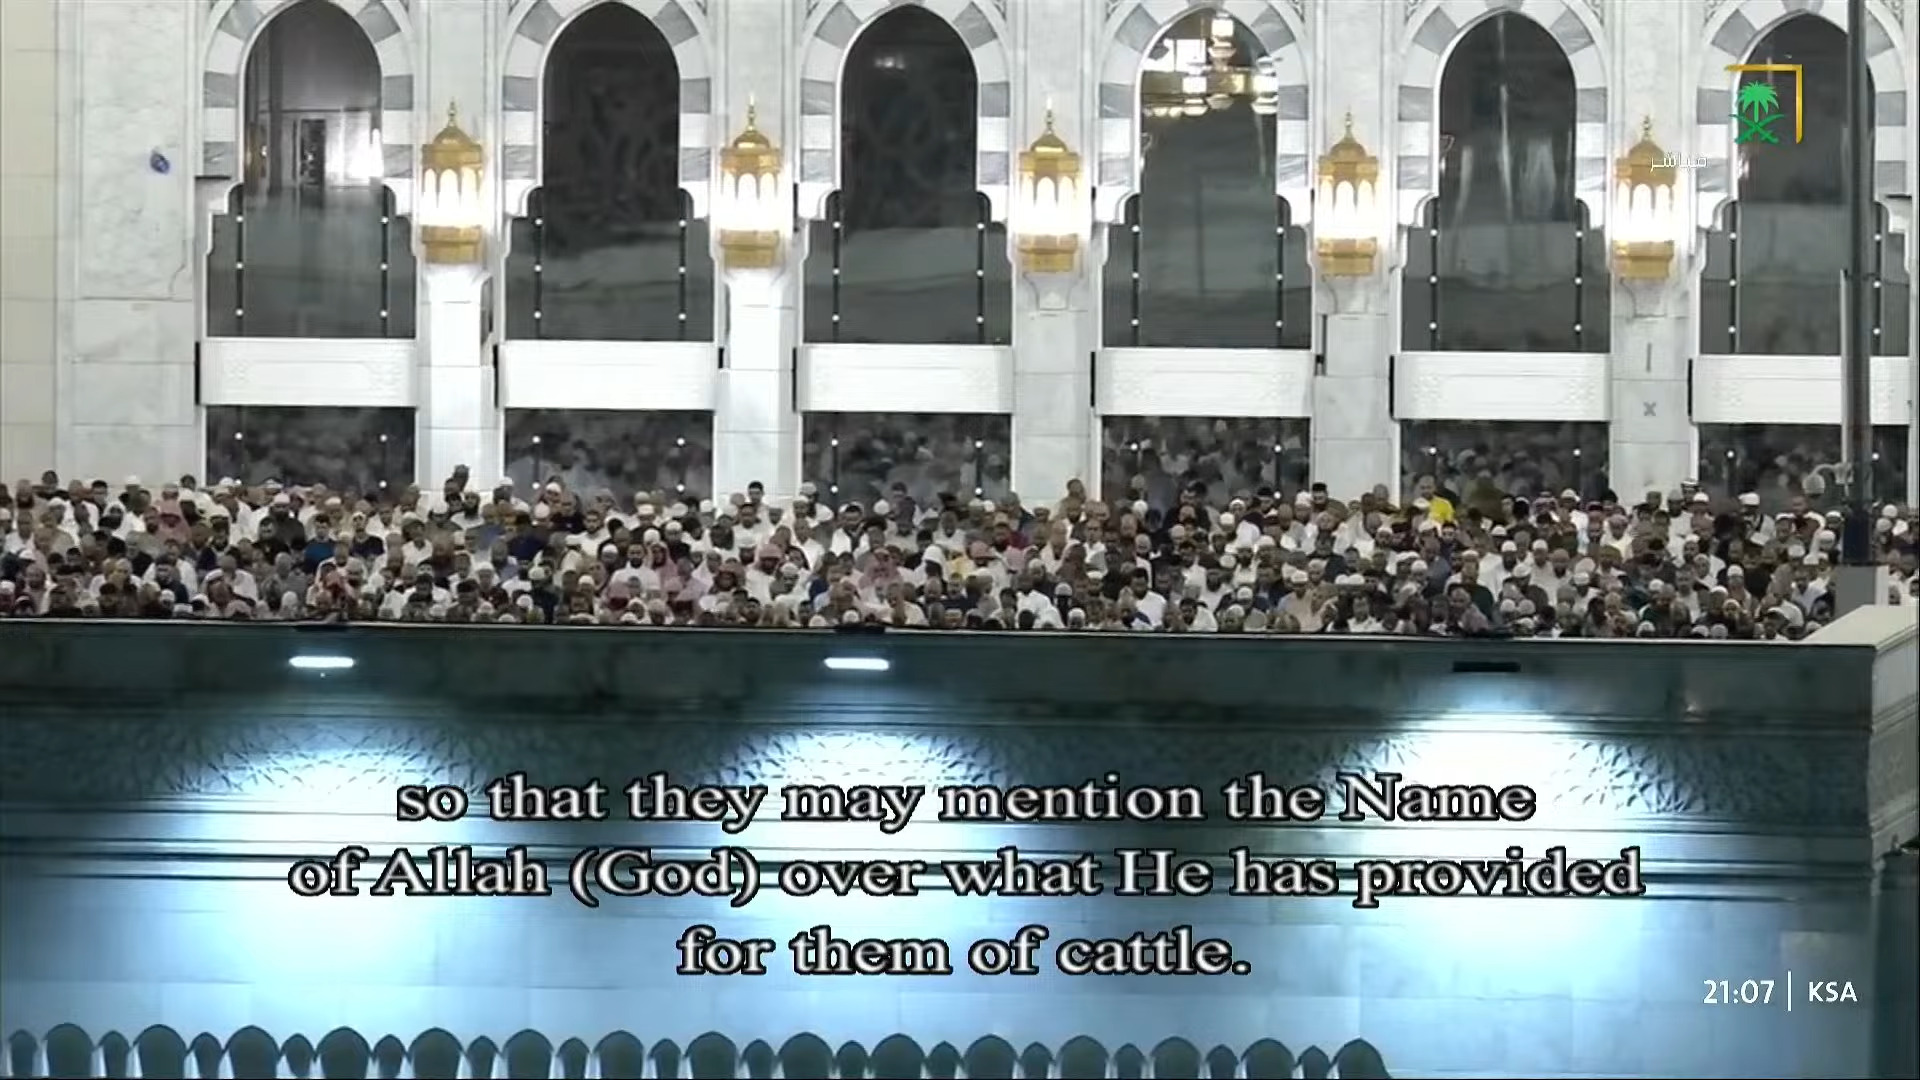 مباشر
so that they may mention the Name
of Allah (God) over what He has provided
for them of cattle.
21:07 | KSA